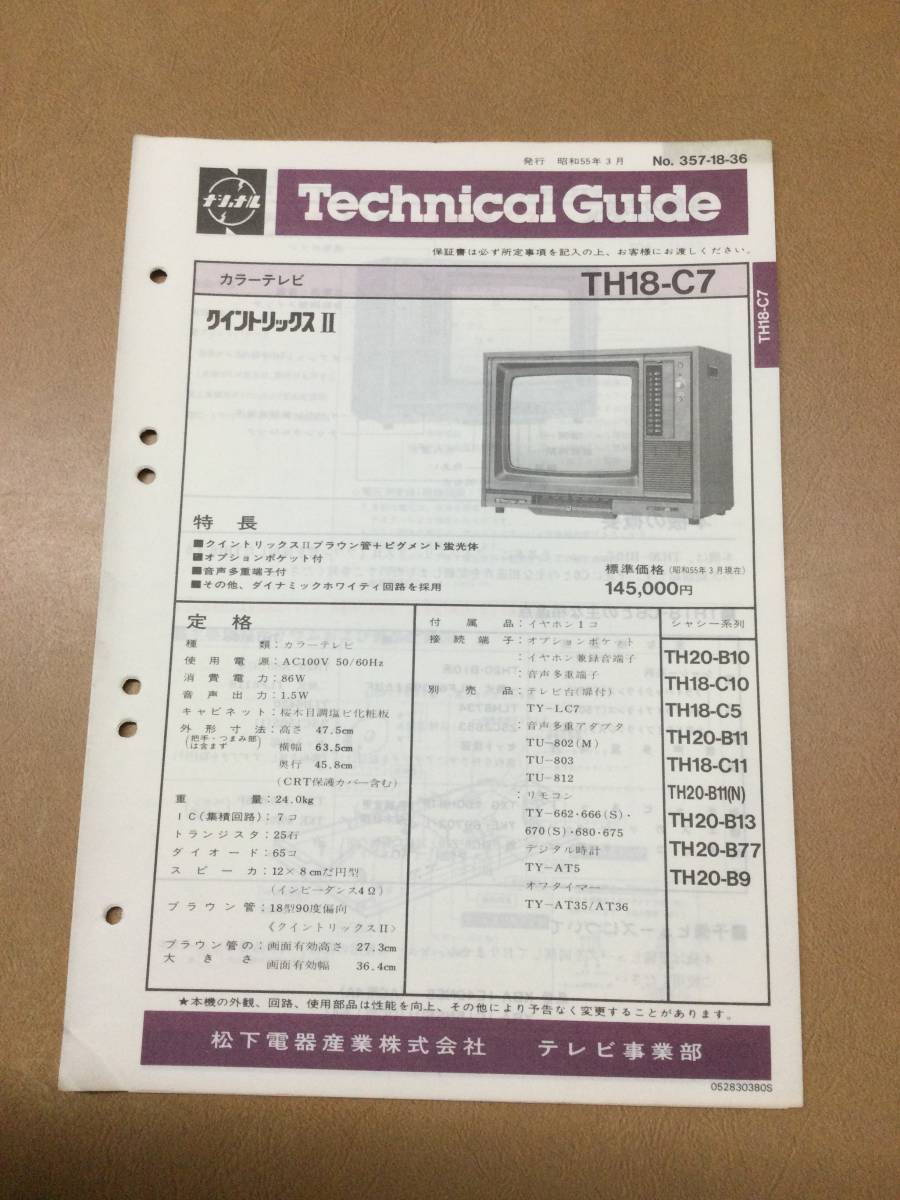 発行 昭和55年3月 No. 357-18-36
ナショナル
Technical Guide
保証書は必ず所定事項を記入の上、お客様にお渡しください。
カラーテレビ TH18-C7
TH18-C7
クイントリックスⅡ
特長
■クイントリックスⅡブラウン管+ピグメント蛍光体
■オプションポケット付
■音声多重端子付
■その他、ダイナミックホワイティ回路を採用
標準価格(昭和55年3月現在)
145,000円
定格
種類:カラーテレビ
使用電源:AC100V 50/60Hz
消費電力:86W
音声出力:1.5W
キャビネット:桜木目調塩ビ化粧板
外形寸法:高さ 47.5cm
(把手・つまみ部は含まず) 横幅 63.5cm
奥行 45.8cm
(CRT保護カバー含む)
重量:24.0kg
IC(集積回路):7コ
トランジスタ:25石
ダイオード:65コ
スピーカ:12×8cmだ円型
(インピーダンス4Ω)
ブラウン管:18型90度偏向
《クイントリックスⅡ》
ブラウン管の:画面有効高さ 27.3cm
大きさ 画面有効幅 36.4cm
付属品:イヤホン1コ
接続端子:オプションポケット
:イヤホン兼録音端子
:音声多重端子
別売品:テレビ台(扉付)
TY-LC7
:音声多重アダプタ
TU-802(M)
TU-803
TU-812
:リモコン
TY-662・666(S)・
670(S)・680・675
デジタル時計
TY-AT5
オフタイマー
TY-AT35/AT36
シャシー系列
TH20-B10
TH18-C10
TH18-C5
TH20-B11
TH18-C11
TH20-B11(N)
TH20-B13
TH20-B77
TH20-B9
★本機の外観、回路、使用部品は性能を向上、その他により予告なく変更することがあります。
松下電器産業株式会社 テレビ事業部
052830380S